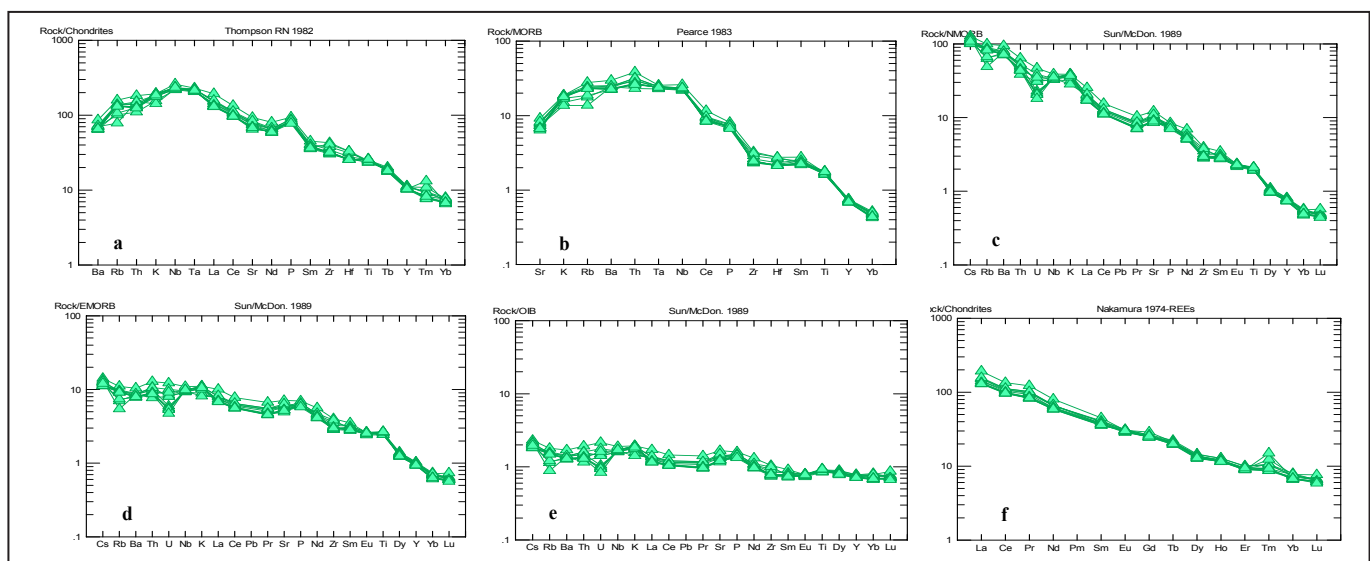 Rock/Chondrites Thompson RN 1982
1000
100
10
1
a
Ba Rb Th K Nb Ta La Ce Sr Nd P Sm Zr Hf Ti Tb Y Tm Yb
Rock/MORB Pearce 1983
100
10
1
.1
b
Sr K Rb Ba Th Ta Nb Ce P Zr Hf Sm Ti Y Yb
Rock/NMORB Sun/McDon. 1989
100
10
1
.1
c
Cs Rb Ba Th U Nb K La Ce Pb Pr Sr P Nd Zr Sm Eu Ti Dy Y Yb Lu
Rock/EMORB Sun/McDon. 1989
100
10
1
.1
d
Cs Rb Ba Th U Nb K La Ce Pb Pr Sr P Nd Zr Sm Eu Ti Dy Y Yb Lu
Rock/OIB Sun/McDon. 1989
100
10
1
.1
e
Cs Rb Ba Th U Nb K La Ce Pb Pr Sr P Nd Zr Sm Eu Ti Dy Y Yb Lu
ock/Chondrites Nakamura 1974-REEs
1000
100
10
1
f
La Ce Pr Nd Pm Sm Eu Gd Tb Dy Ho Er Tm Yb Lu